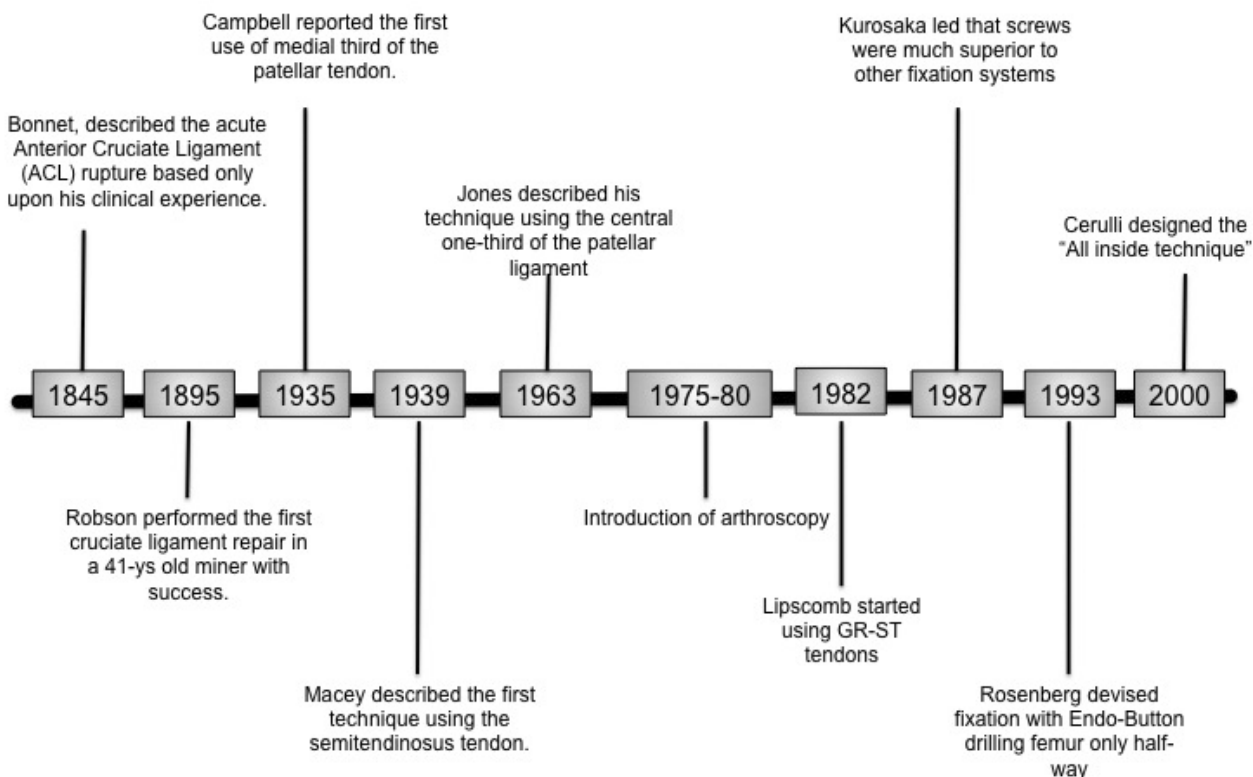 Campbell reported the first
use of medial third of the
patellar tendon.
Kurosaka led that screws
were much superior to
other fixation systems
Bonnet, described the acute
Anterior Cruciate Ligament
(ACL) rupture based only
upon his clinical experience.
Jones described his
technique using the central
one-third of the patellar
ligament
Cerulli designed the
“All inside technique”
1845
1895
1935
1939
1963
1975-80
1982
1987
1993
2000
Robson performed the first
cruciate ligament repair in
a 41-ys old miner with
success.
Introduction of arthroscopy
Lipscomb started
using GR-ST
tendons
Macey described the first
technique using the
semitendinosus tendon.
Rosenberg devised
fixation with Endo-Button
drilling femur only half-
way